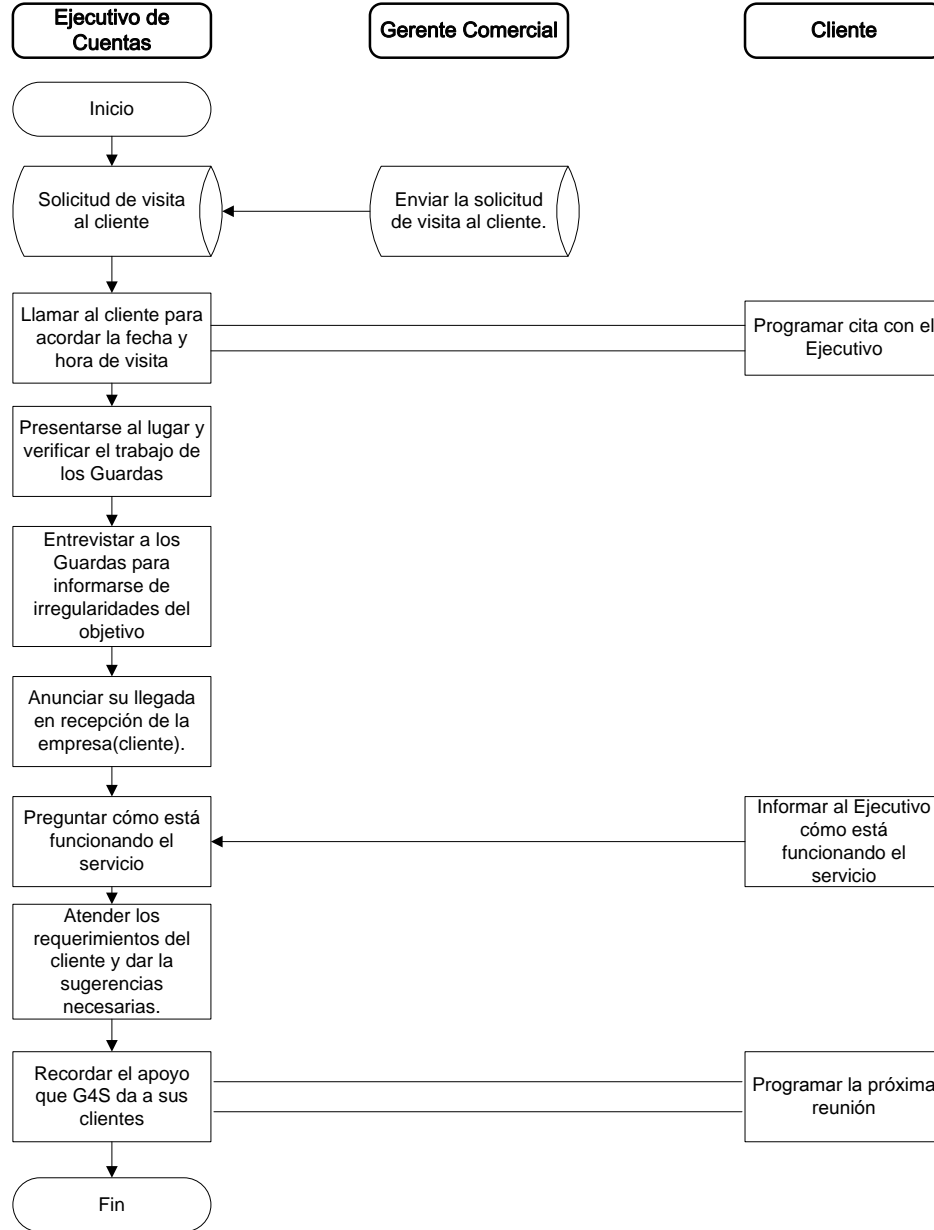 Ejecutivo de
Cuentas
Gerente Comercial
Cliente
Inicio
Solicitud de visita
al cliente
Enviar la solicitud
de visita al cliente.
Llamar al cliente para
acordar la fecha y
hora de visita
Programar cita con el
Ejecutivo
Presentarse al lugar y
verificar el trabajo de
los Guardas
Entrevistar a los
Guardas para
informarse de
irregularidades del
objetivo
Anunciar su llegada
en recepción de la
empresa(cliente).
Preguntar cómo está
funcionando el
servicio
Informar al Ejecutivo
cómo está
funcionando el
servicio
Atender los
requerimientos del
cliente y dar la
sugerencias
necesarias.
Recordar el apoyo
que G4S da a sus
clientes
Programar la próxima
reunión
Fin